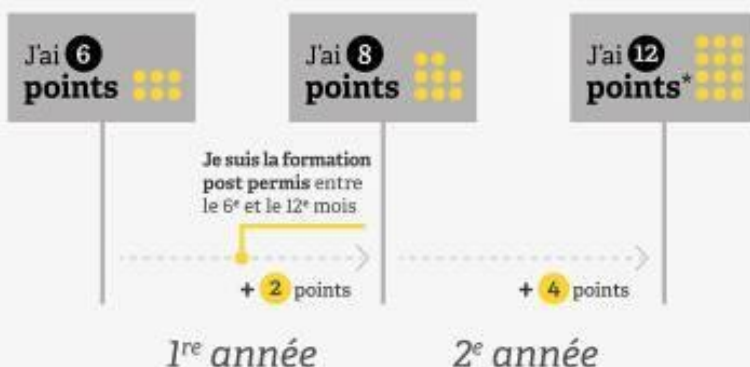 J'ai 6
points
J'ai 8
points
J'ai 12
points*
Je suis la formation
post permis entre
le 6e et le 12e mois
+ 2 points
+ 4 points
1re année
2e année